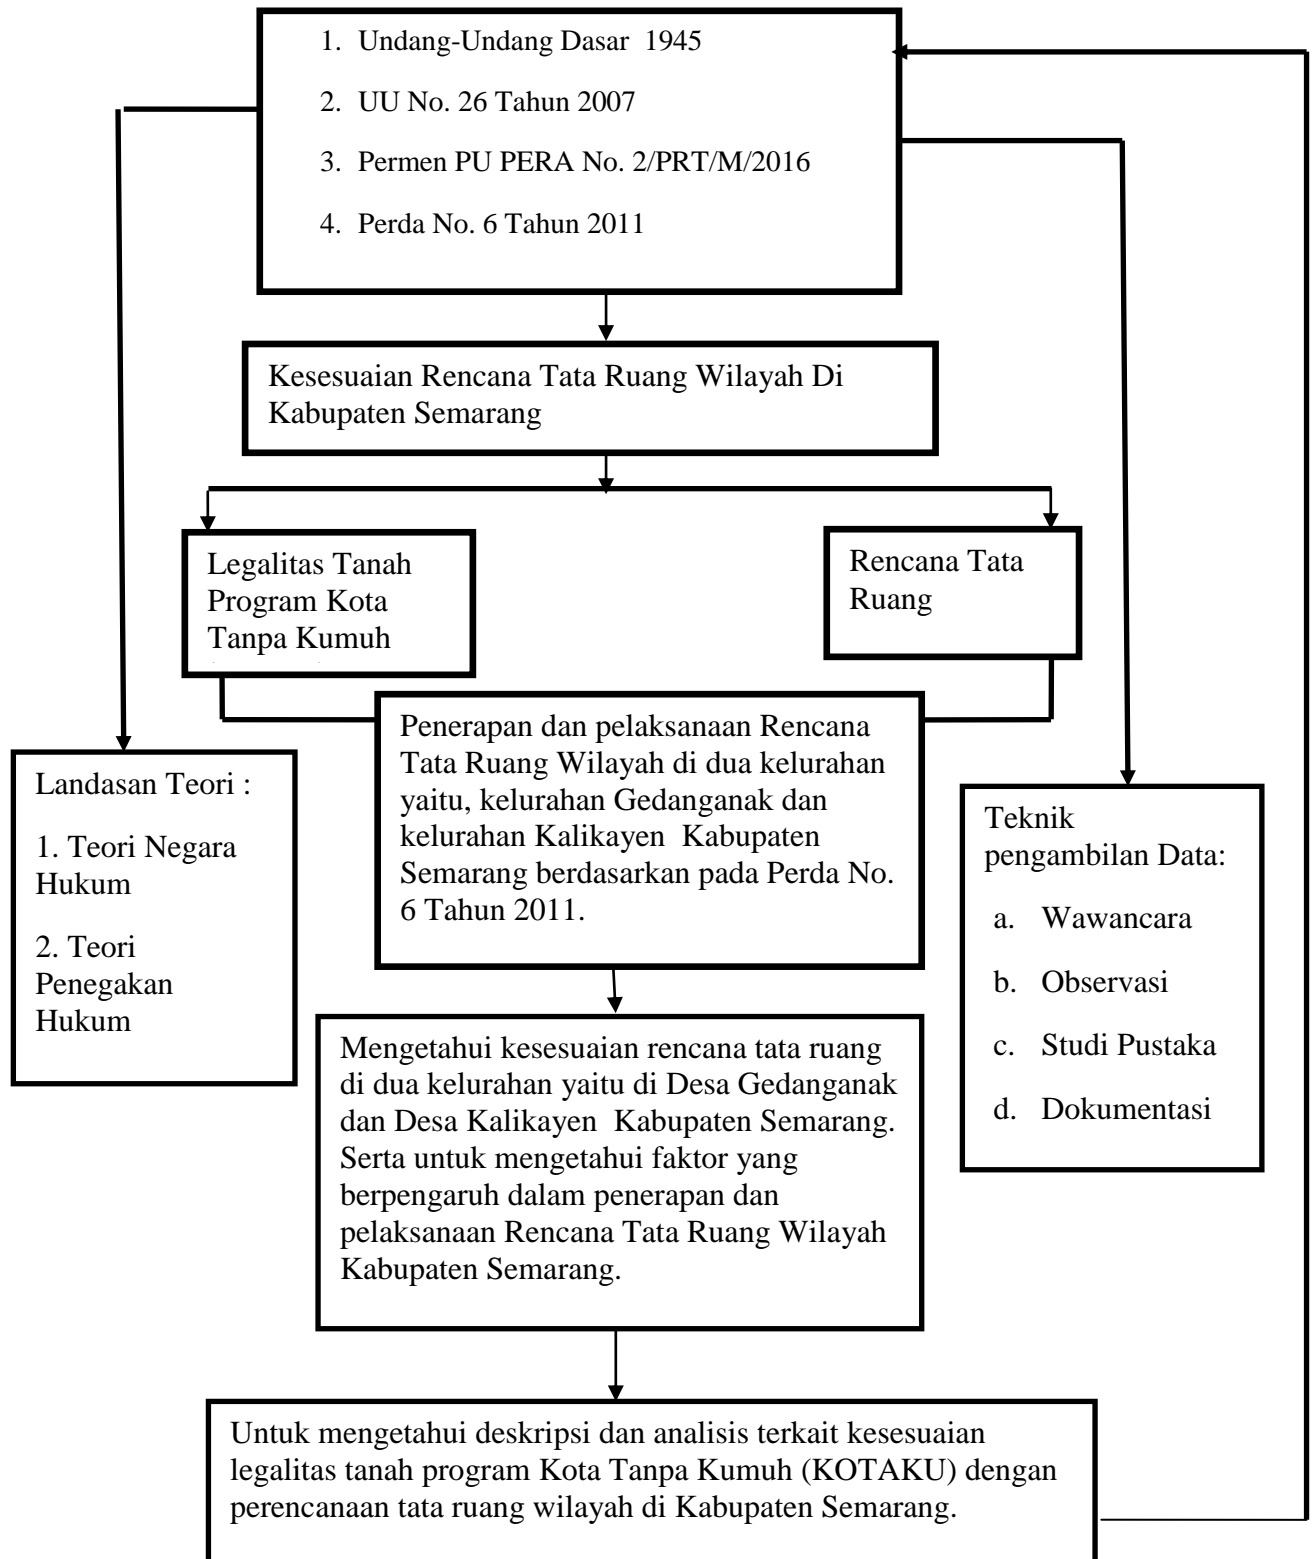 1. Undang-Undang Dasar 1945
2. UU No. 26 Tahun 2007
3. Permen PU PERA No. 2/PRT/M/2016
4. Perda No. 6 Tahun 2011
Kesesuaian Rencana Tata Ruang Wilayah Di
Kabupaten Semarang
Legalitas Tanah
Program Kota
Tanpa Kumuh
Rencana Tata
Ruang
Penerapan dan pelaksanaan Rencana
Tata Ruang Wilayah di dua kelurahan
yaitu, kelurahan Gedanganak dan
kelurahan Kalikayen Kabupaten
Semarang berdasarkan pada Perda No.
6 Tahun 2011.
Landasan Teori :
1. Teori Negara
Hukum
2. Teori
Penegakan
Hukum
Teknik
pengambilan Data:
a. Wawancara
b. Observasi
c. Studi Pustaka
d. Dokumentasi
Mengetahui kesesuaian rencana tata ruang
di dua kelurahan yaitu di Desa Gedanganak
dan Desa Kalikayen Kabupaten Semarang.
Serta untuk mengetahui faktor yang
berpengaruh dalam penerapan dan
pelaksanaan Rencana Tata Ruang Wilayah
Kabupaten Semarang.
Untuk mengetahui deskripsi dan analisis terkait kesesuaian
legalitas tanah program Kota Tanpa Kumuh (KOTAKU) dengan
perencanaan tata ruang wilayah di Kabupaten Semarang.